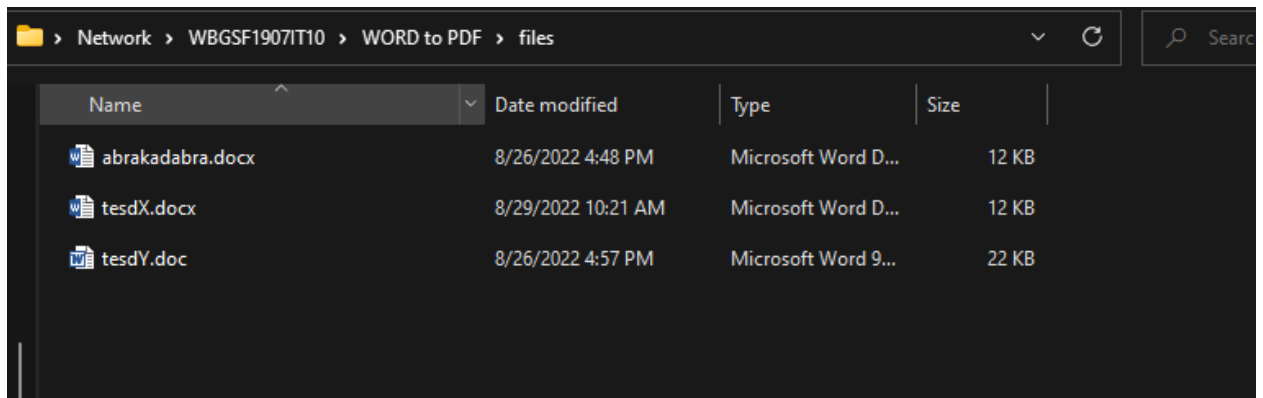 Network > WBGSF1907IT10 > WORD to PDF > files Searc
Name Date modified Type Size
abrakadabra.docx 8/26/2022 4:48 PM Microsoft Word D... 12 KB
tesdX.docx 8/29/2022 10:21 AM Microsoft Word D... 12 KB
tesdY.doc 8/26/2022 4:57 PM Microsoft Word 9... 22 KB